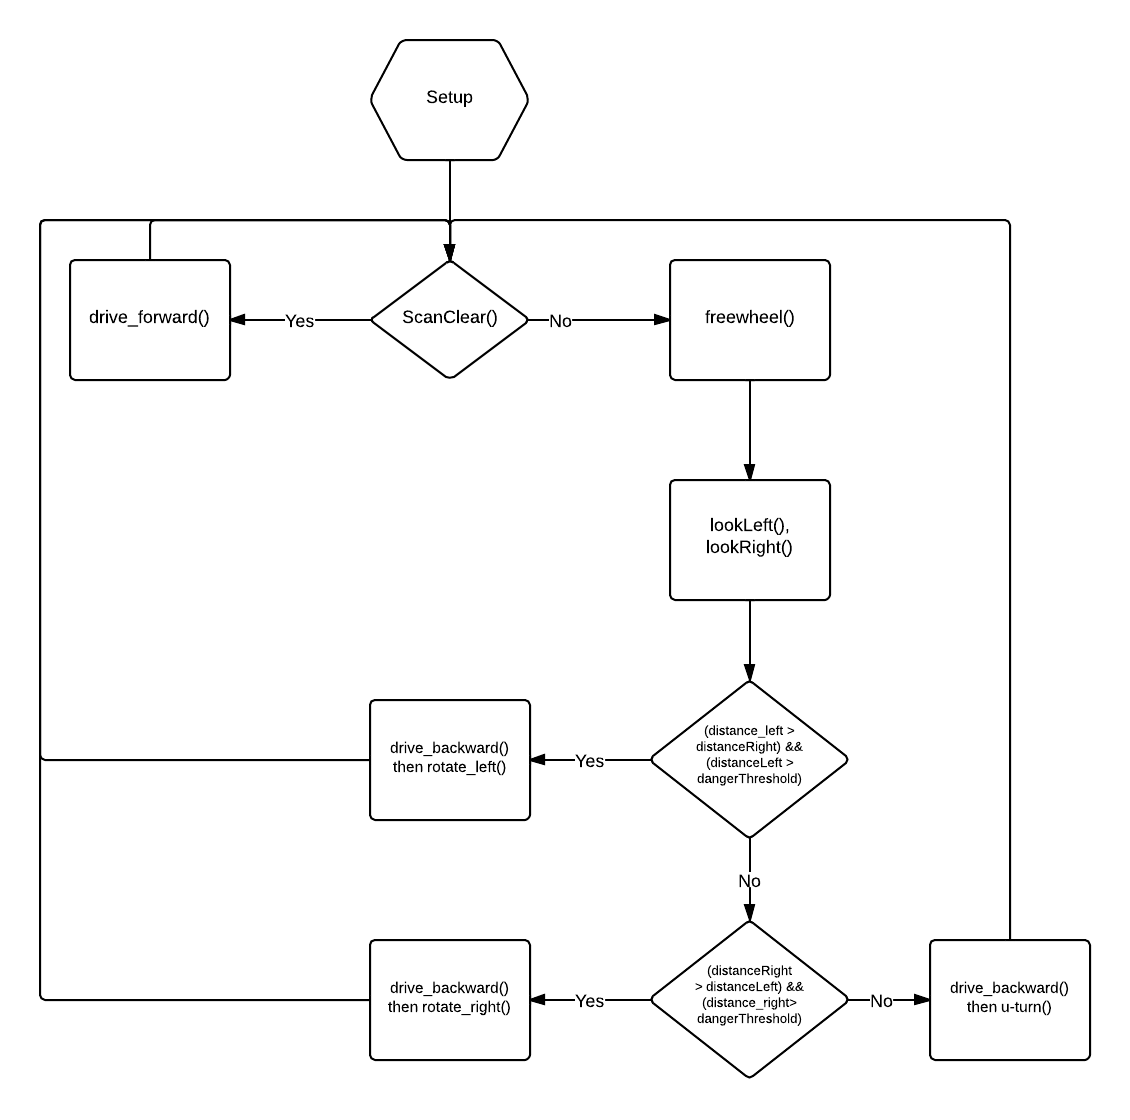 Setup
drive_forward()
Yes
ScanClear()
No
freewheel()
lookLeft(),
lookRight()
drive_backward()
then rotate_left()
Yes
(distance_left >
distanceRight) &&
(distanceLeft >
dangerThreshold)
No
drive_backward()
then rotate_right()
Yes
(distanceRight
> distanceLeft) &&
(distance_right>
dangerThreshold)
No
drive_backward()
then u-turn()